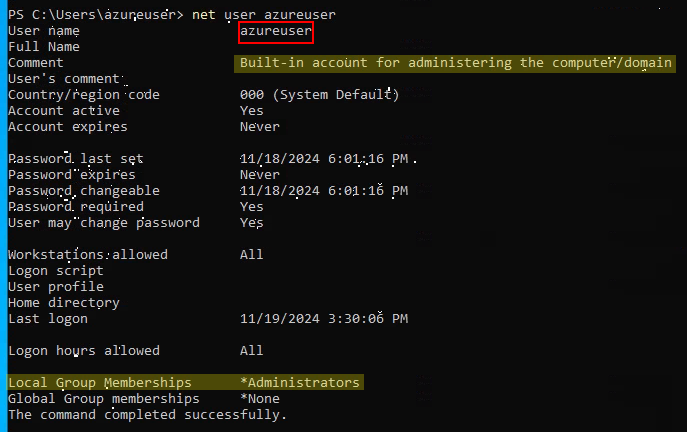 PS C:\Users\azureuser> net user azureuser
User name                    azureuser
Full Name
Comment                      Built-in account for administering the computer/domain
User's comment
Country/region code          000 (System Default)
Account active               Yes
Account expires              Never
Password last set            11/18/2024 6:01:16 PM
Password expires             Never
Password changeable          11/18/2024 6:01:16 PM
Password required            Yes
User may change password     Yes
Workstations allowed         All
Logon script
User profile
Home directory
Last logon                   11/19/2024 3:30:06 PM
Logon hours allowed          All
Local Group Memberships      *Administrators
Global Group memberships     *None
The command completed successfully.